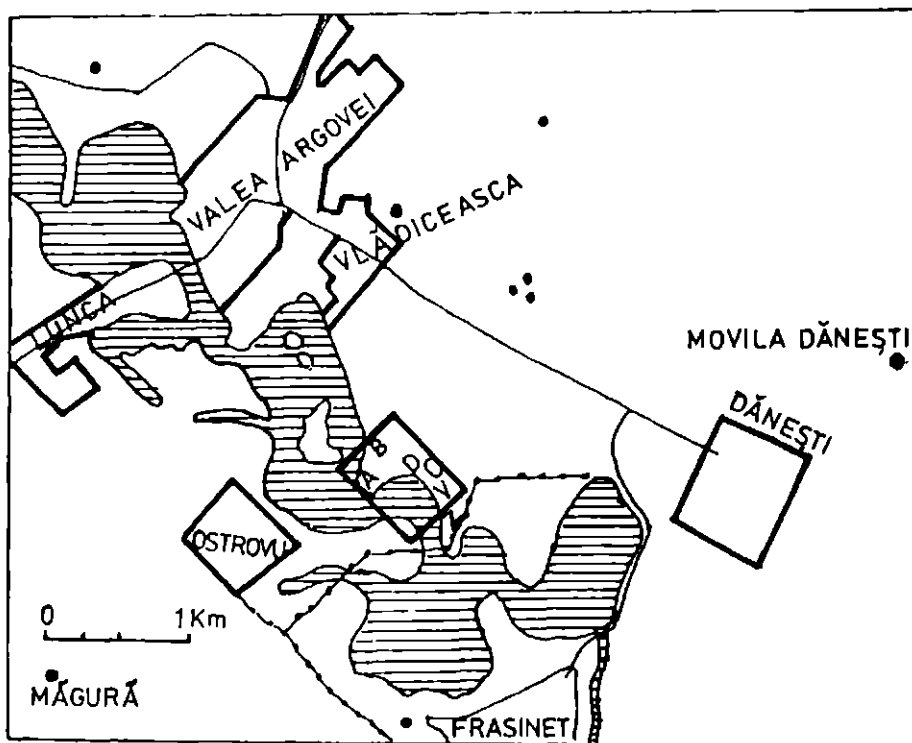 VALEA ARGOVEI
VLĂDICEASCA
LUNCA
MOVILA DĂNEȘTI
DĂNEȘTI
OSTROVU
0 1Km
MĂGURĂ
FRASINET